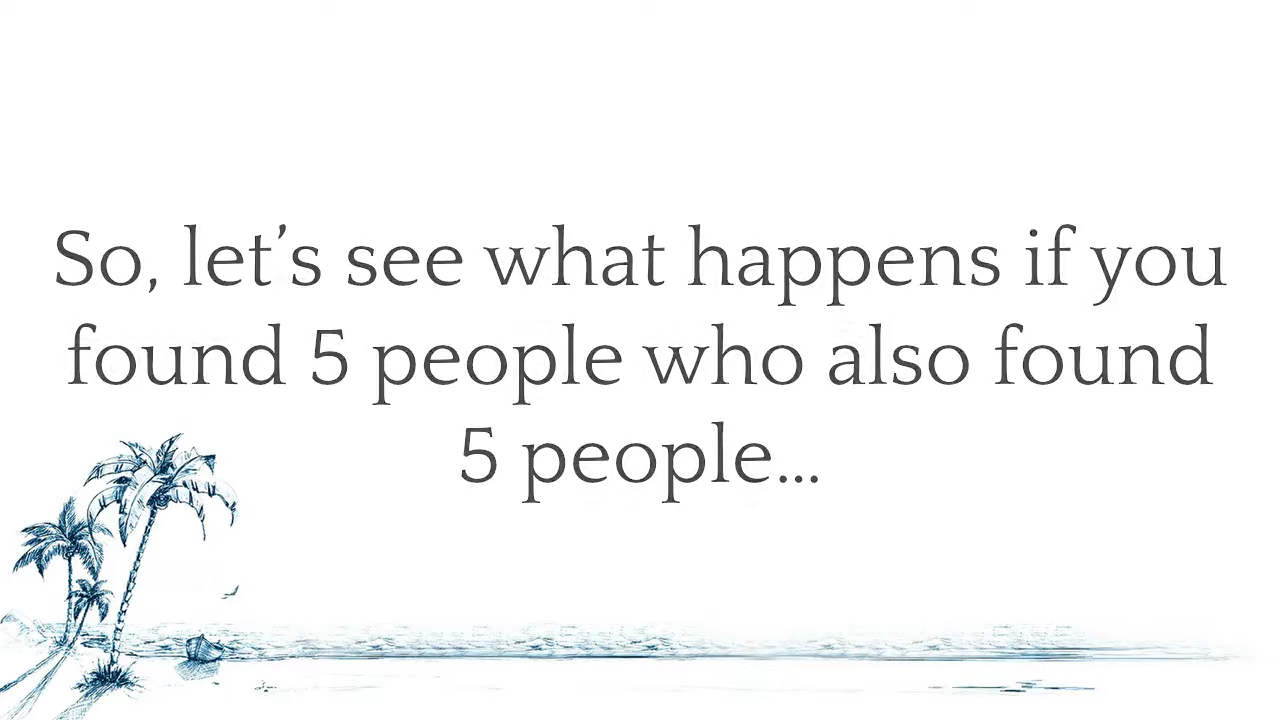 So, let’s see what happens if you
found 5 people who also found
5 people...